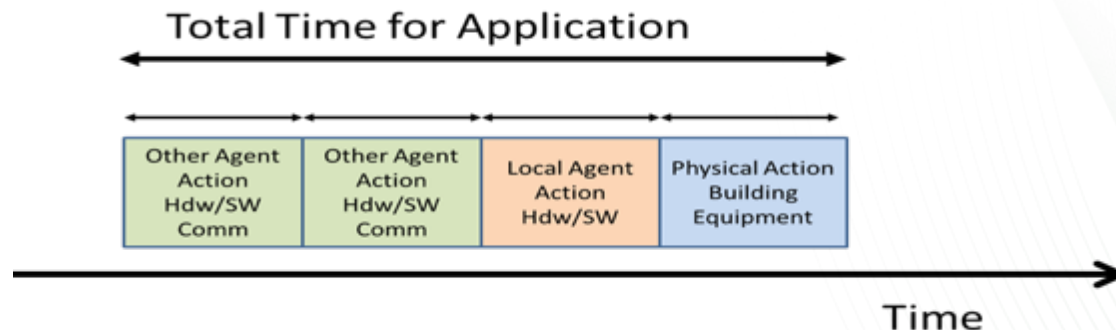 Total Time for Application
Other Agent
Action
Hdw/SW
Comm
Other Agent
Action
Hdw/SW
Comm
Local Agent
Action
Hdw/SW
Physical Action
Building
Equipment
Time